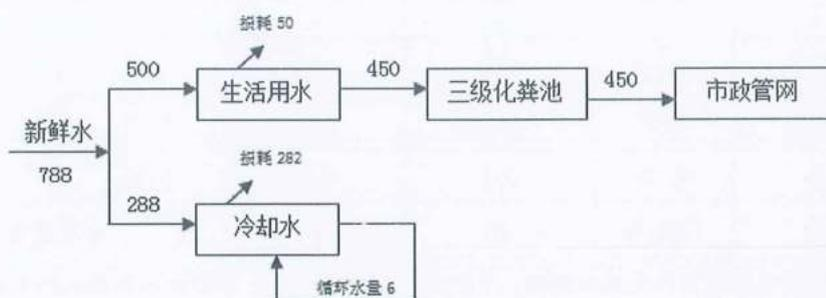 损耗 50
500
生活用水
450
三级化粪池
450
市政管网
新鲜水
788
损耗 282
288
冷却水
循环水量 6